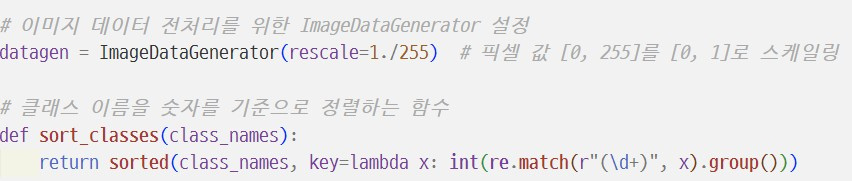 # 이미지 데이터 전처리를 위한 ImageDataGenerator 설정
datagen = ImageDataGenerator(rescale=1./255)  # 픽셀 값 [0, 255]를 [0, 1]로 스케일링
# 클래스 이름을 숫자를 기준으로 정렬하는 함수
def sort_classes(class_names):
    return sorted(class_names, key=lambda x: int(re.match(r"(\d+)", x).group()))